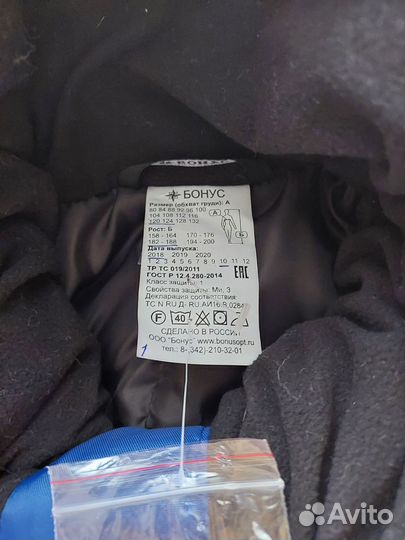 БОНУС
Размер (обхват груди): А
80 84 88 92 96 100
104 108 112 116
120 124 128 132
А
Б
Рост: Б
158 - 164 170 - 176
182 - 188 194 - 200
Дата выпуска:
2018 2019 2020
1 2 3 4 5 6 7 8 9 10 11 12
ТР ТС 019/2011
ГОСТ Р 12.4.280-2014
EAC
Класс защиты: 1
Свойства защиты: Ми, З
Декларация соответствия:
ТС N RU Д- RU.АИ16.В.0284
F 40
СДЕЛАНО В РОССИИ
ООО "Бонус" www.bonusopt.ru
тел.: 8-(342)-210-32-01
1
Avito